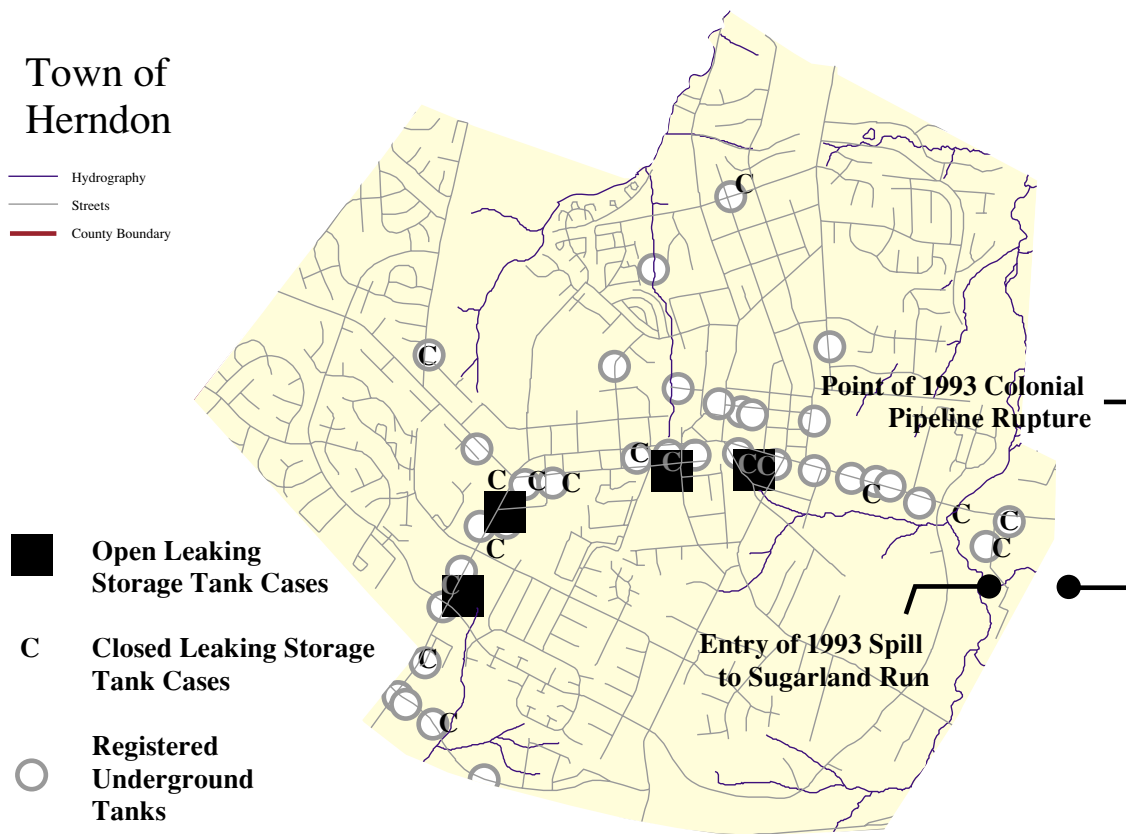 Town of
Herndon
Hydrography
Streets
County Boundary
C
C
Point of 1993 Colonial
Pipeline Rupture
C
C
C
C
C
C
C
C
C
C
C
C
C
Open Leaking
Storage Tank Cases
C
Entry of 1993 Spill
to Sugarland Run
C
Closed Leaking Storage
Tank Cases
C
C
Registered
Underground
Tanks